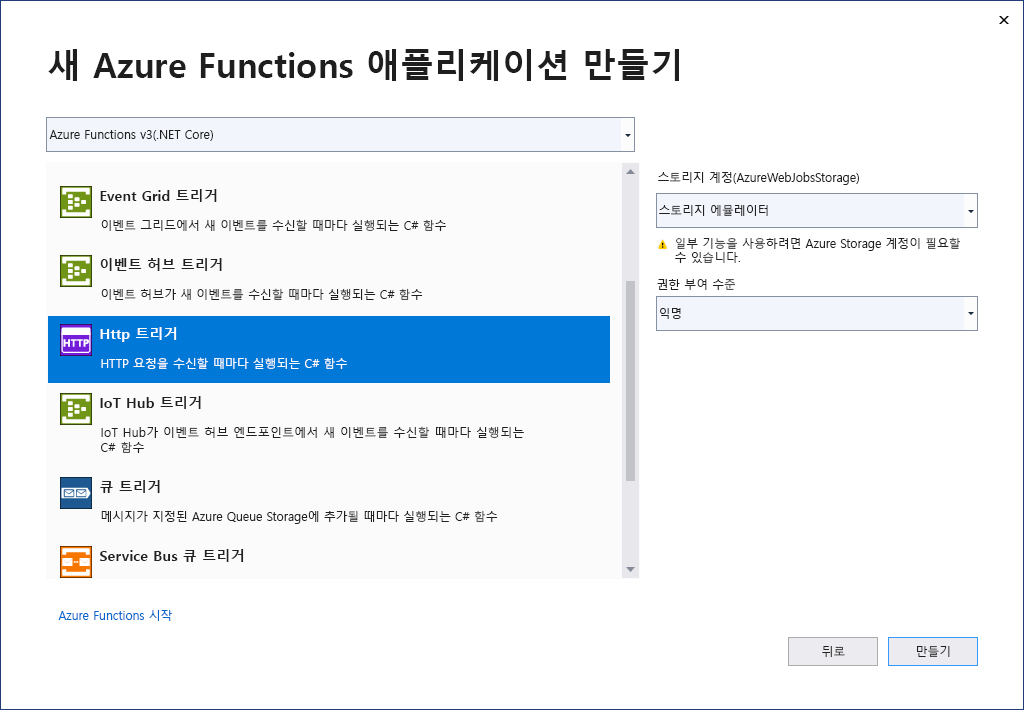 새 Azure Functions 애플리케이션 만들기
Azure Functions v3(.NET Core)
Event Grid 트리거
이벤트 그리드에서 새 이벤트를 수신할 때마다 실행되는 C# 함수
이벤트 허브 트리거
이벤트 허브가 새 이벤트를 수신할 때마다 실행되는 C# 함수
HTTP
Http 트리거
HTTP 요청을 수신할 때마다 실행되는 C# 함수
IoT Hub 트리거
IoT Hub가 이벤트 허브 엔드포인트에서 새 이벤트를 수신할 때마다 실행되는
C# 함수
큐 트리거
메시지가 지정된 Azure Queue Storage에 추가될 때마다 실행되는 C# 함수
Service Bus 큐 트리거
스토리지 계정(AzureWebJobsStorage)
스토리지 에뮬레이터
일부 기능을 사용하려면 Azure Storage 계정이 필요할
수 있습니다.
권한 부여 수준
익명
Azure Functions 시작
뒤로
만들기